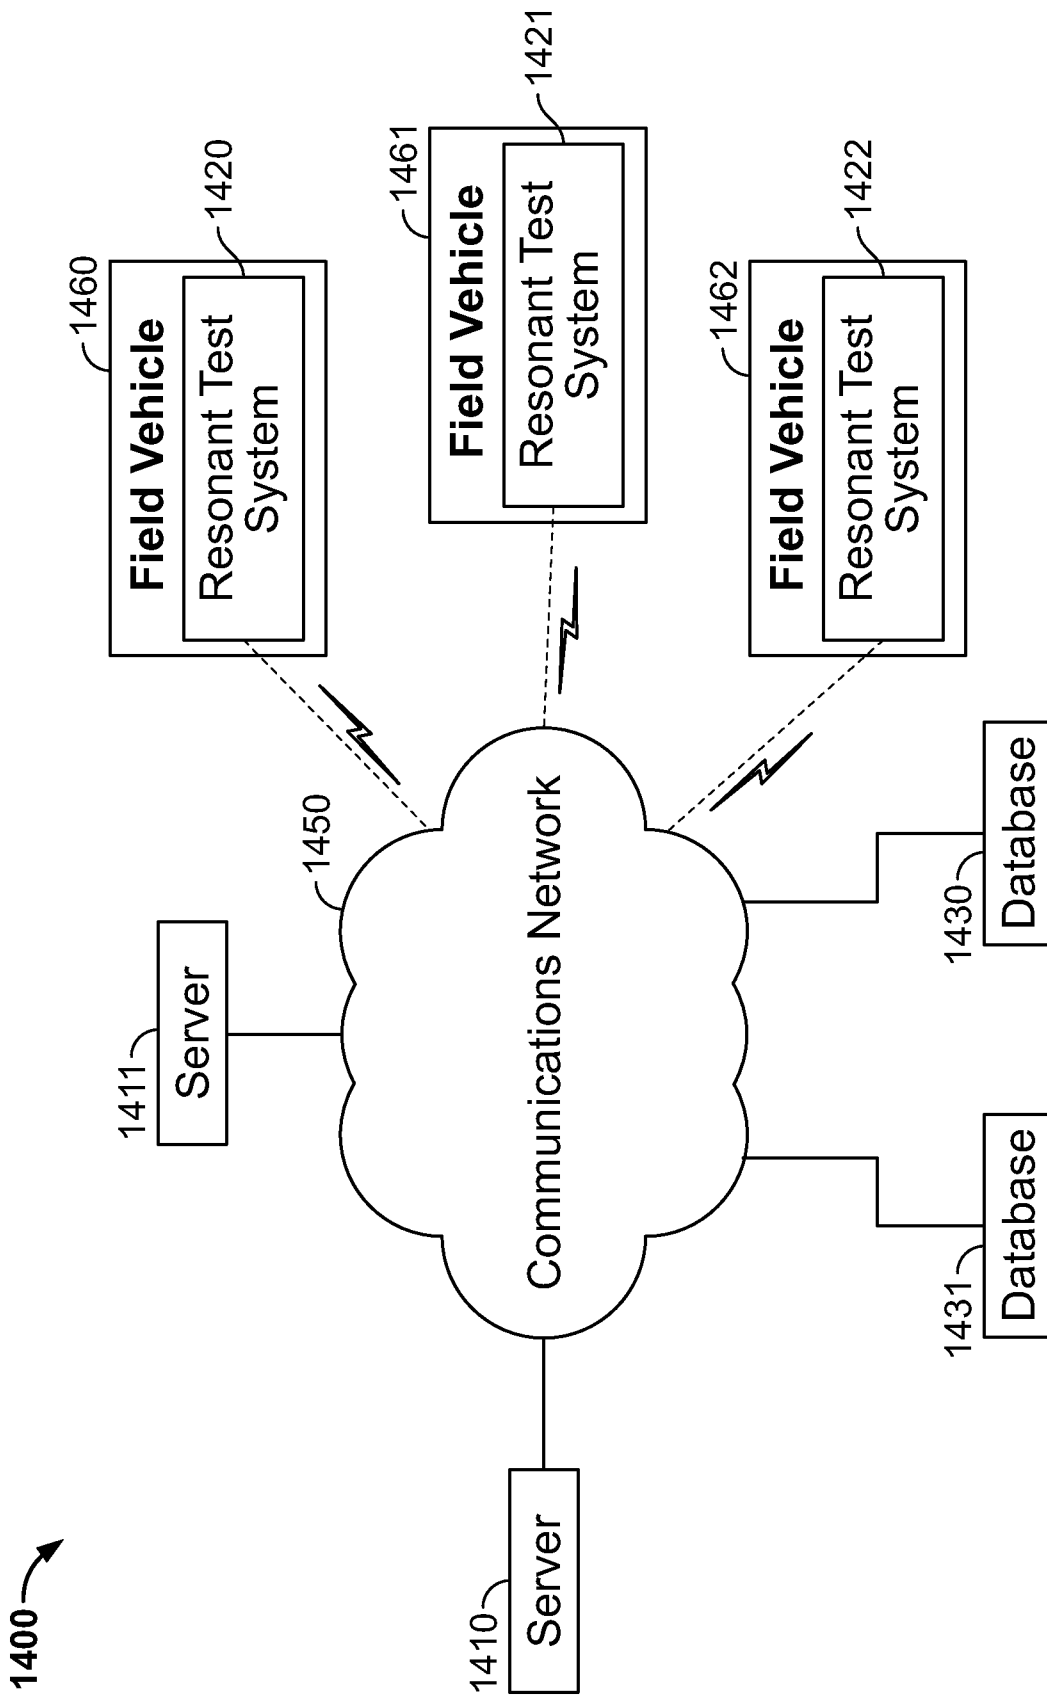 1400
1411
Server
1450
1460
Field Vehicle
1420
Resonant Test
System
1461
Field Vehicle
1421
Resonant Test
System
1410
Server
Communications Network
1462
Field Vehicle
1422
Resonant Test
System
1431
Database
1430
Database